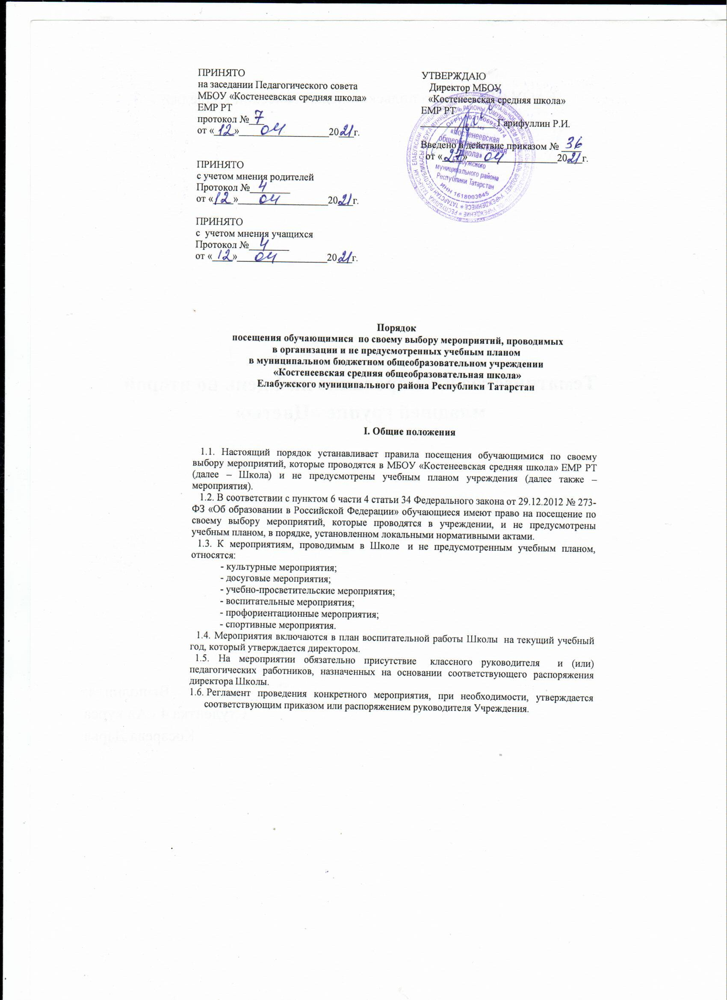 ПРИНЯТО
на заседании Педагогического совета
МБОУ «Костенеевская средняя школа»
ЕМР РТ
протокол № 7
от «12» 04 2021г.
ПРИНЯТО
с учетом мнения родителей
Протокол № 4
от «12» 04 2021г.
ПРИНЯТО
с учетом мнения учащихся
Протокол № 4
от «12» 04 2021г.
УТВЕРЖДАЮ
Директор МБОУ
«Костенеевская средняя школа»
ЕМР РТ
Гарифуллин Р.И.
Введено в действие приказом № 36
от «27» 04 2021г.
«Костенеевская
общеобразовательная
школа»
Елабужского
муниципального района
Республики Татарстан
ИНН 1618003045
Порядок
посещения обучающимися по своему выбору мероприятий, проводимых
в организации и не предусмотренных учебным планом
в муниципальном бюджетном общеобразовательном учреждении
«Костенеевская средняя общеобразовательная школа»
Елабужского муниципального района Республики Татарстан
I. Общие положения
1.1. Настоящий порядок устанавливает правила посещения обучающимися по своему
выбору мероприятий, которые проводятся в МБОУ «Костенеевская средняя школа» ЕМР РТ
(далее – Школа) и не предусмотрены учебным планом учреждения (далее также –
мероприятия).
1.2. В соответствии с пунктом 6 части 4 статьи 34 Федерального закона от 29.12.2012 № 273-
ФЗ «Об образовании в Российской Федерации» обучающиеся имеют право на посещение по
своему выбору мероприятий, которые проводятся в учреждении, и не предусмотрены
учебным планом, в порядке, установленном локальными нормативными актами.
1.3. К мероприятиям, проводимым в Школе и не предусмотренным учебным планом,
относятся:
- культурные мероприятия;
- досуговые мероприятия;
- учебно-просветительские мероприятия;
- воспитательные мероприятия;
- профориентационные мероприятия;
- спортивные мероприятия.
1.4. Мероприятия включаются в план воспитательной работы Школы на текущий учебный
год, который утверждается директором.
1.5. На мероприятии обязательно присутствие классного руководителя и (или)
педагогических работников, назначенных на основании соответствующего распоряжения
директора Школы.
1.6. Регламент проведения конкретного мероприятия, при необходимости, утверждается
соответствующим приказом или распоряжением руководителя Учреждения.